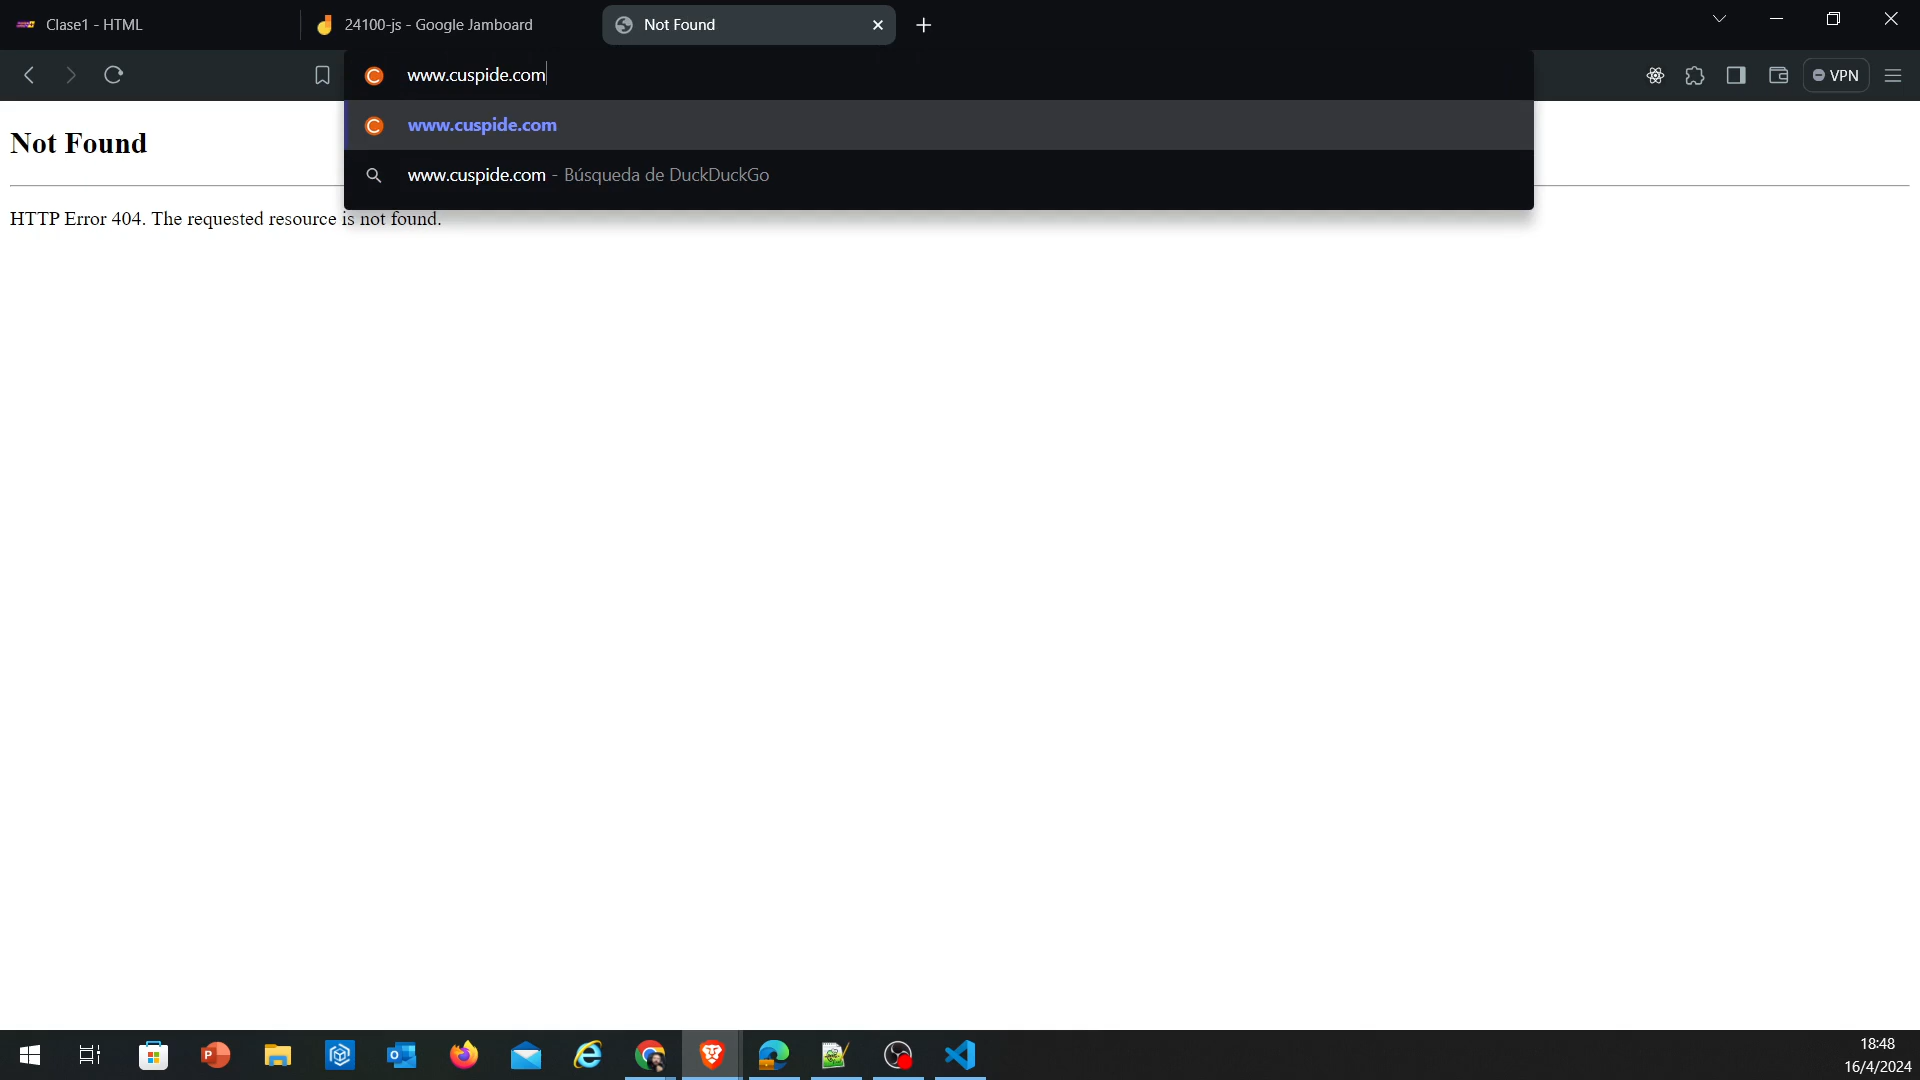 Clase1 - HTML
24100-js - Google Jamboard
Not Found
www.cuspide.com
VPN
www.cuspide.com
www.cuspide.com - Búsqueda de DuckDuckGo
Not Found
HTTP Error 404. The requested resource is not found.
18:48
16/4/2024